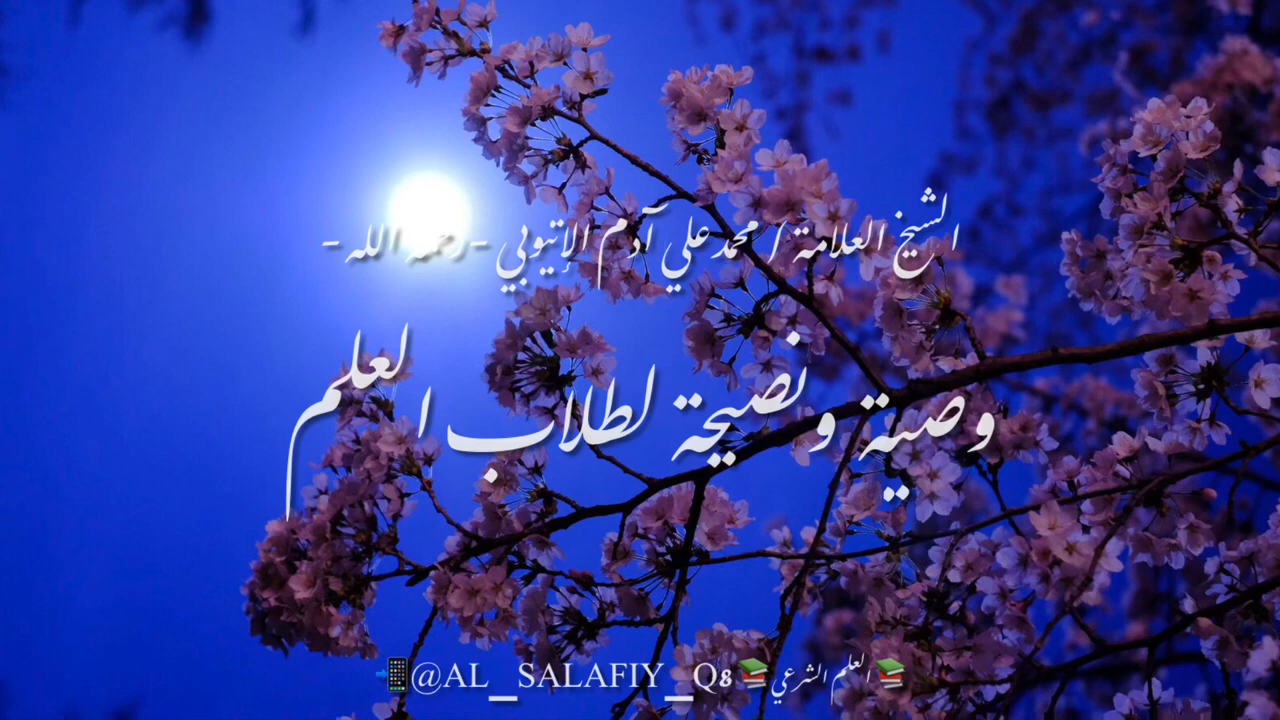 الشيخ العلامة / محمد علي آدم الإتيوبي -رحمه الله-
وصية ونصيحة لطلاب العلم
📲@AL_SALAFIY_Q8📚العلم الشرعي📚